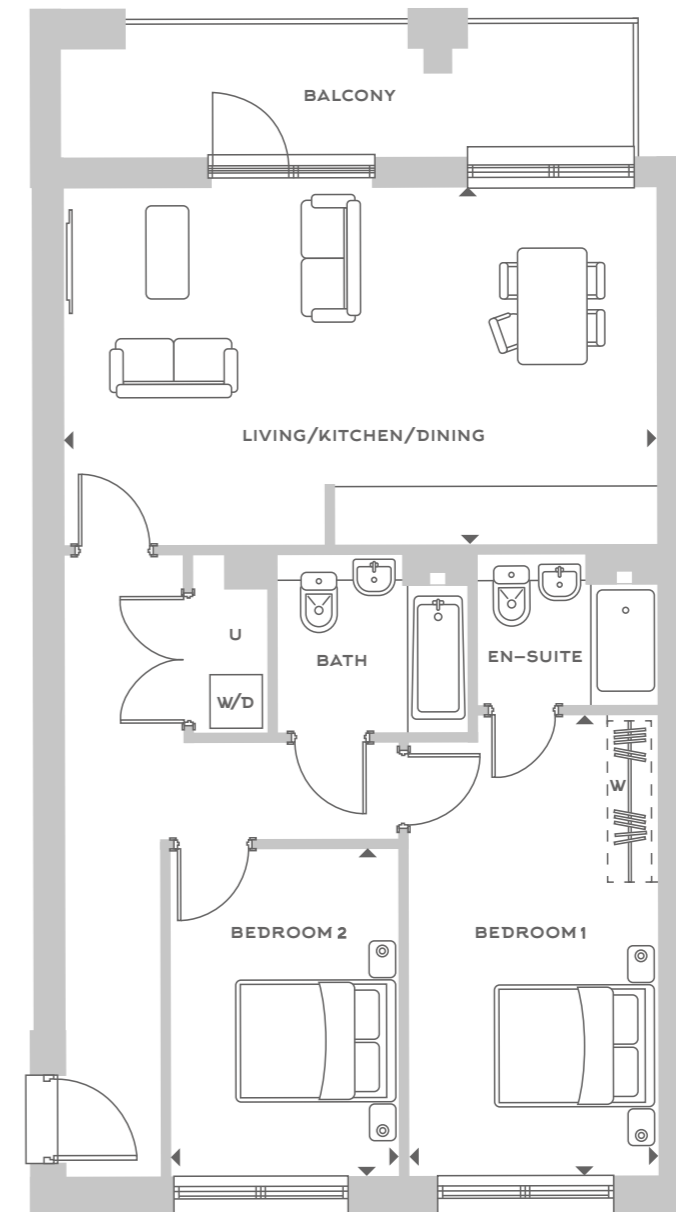 BALCONY
LIVING/KITCHEN/DINING
U
W/D
BATH
EN-SUITE
W
BEDROOM 2
BEDROOM 1